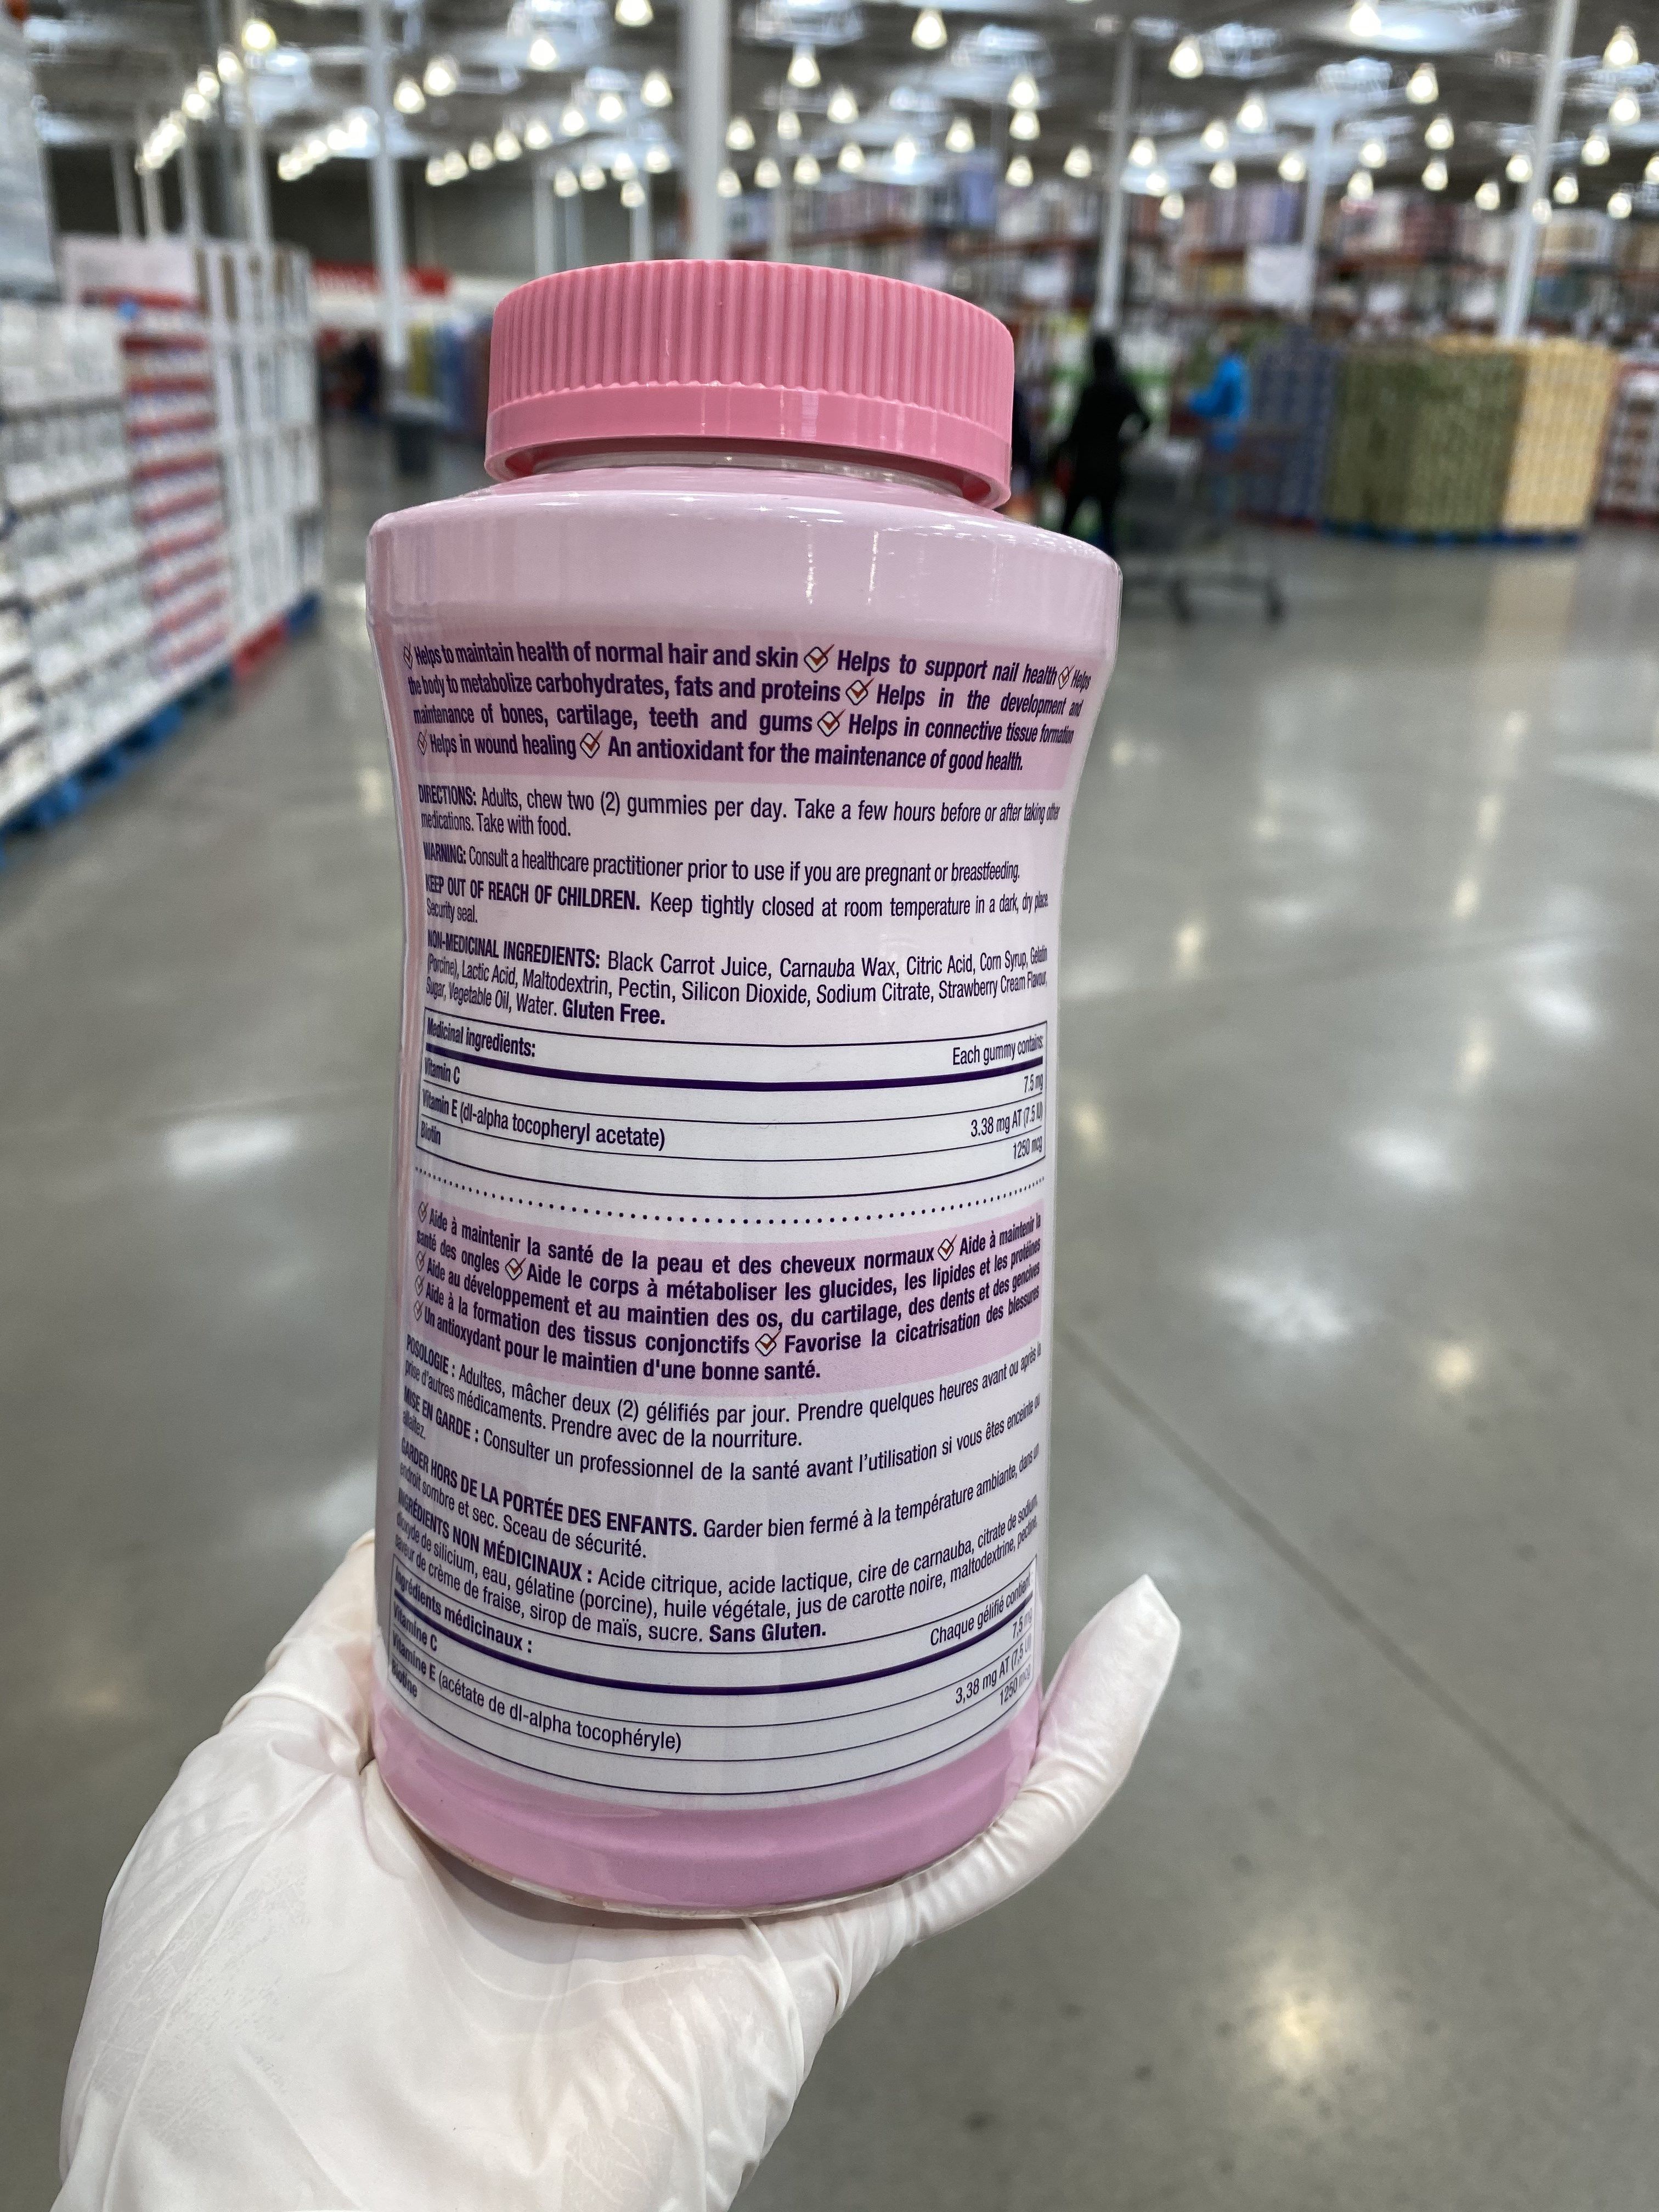 Helps to maintain health of normal hair and skin Helps to support nail health Helps
the body to metabolize carbohydrates, fats and proteins Helps in the development and
maintenance of bones, cartilage, teeth and gums Helps in connective tissue formation
Helps in wound healing An antioxidant for the maintenance of good health.
DIRECTIONS: Adults, chew two (2) gummies per day. Take a few hours before or after taking other
medications. Take with food.
WARNING: Consult a healthcare practitioner prior to use if you are pregnant or breastfeeding.
KEEP OUT OF REACH OF CHILDREN. Keep tightly closed at room temperature in a dark, dry place.
Security seal.
NON-MEDICINAL INGREDIENTS: Black Carrot Juice, Carnauba Wax, Citric Acid, Corn Syrup, Gelatin
(Porcine), Lactic Acid, Maltodextrin, Pectin, Silicon Dioxide, Sodium Citrate, Strawberry Cream Flavour,
Sugar, Vegetable Oil, Water. Gluten Free.
Medicinal ingredients: Each gummy contains:
Vitamin C 7.5 mg
Vitamin E (dl-alpha tocopheryl acetate) 3.38 mg AT (7.5 IU)
Biotin 1250 mcg
Aide à maintenir la santé de la peau et des cheveux normaux Aide à maintenir la
santé des ongles Aide le corps à métaboliser les glucides, les lipides et les protéines
Aide au développement et au maintien des os, du cartilage, des dents et des gencives
Aide à la formation des tissus conjonctifs Favorise la cicatrisation des blessures
Un antioxydant pour le maintien d'une bonne santé.
POSOLOGIE : Adultes, mâcher deux (2) gélifiés par jour. Prendre quelques heures avant ou après la
prise d'autres médicaments. Prendre avec de la nourriture.
MISE EN GARDE : Consulter un professionnel de la santé avant l'utilisation si vous êtes enceinte ou
allaitez.
GARDER HORS DE LA PORTÉE DES ENFANTS. Garder bien fermé à la température ambiante, dans un
endroit sombre et sec. Sceau de sécurité.
INGRÉDIENTS NON MÉDICINAUX : Acide citrique, acide lactique, cire de carnauba, citrate de sodium,
dioxyde de silicium, eau, gélatine (porcine), huile végétale, jus de carotte noire, maltodextrine, pectine,
saveur de crème de fraise, sirop de maïs, sucre. Sans Gluten.
Ingrédients médicinaux : Chaque gélifié contient:
Vitamine C 7,5 mg
Vitamine E (acétate de dl-alpha tocophéryle) 3,38 mg AT (7,5 UI)
Biotine 1250 mcg